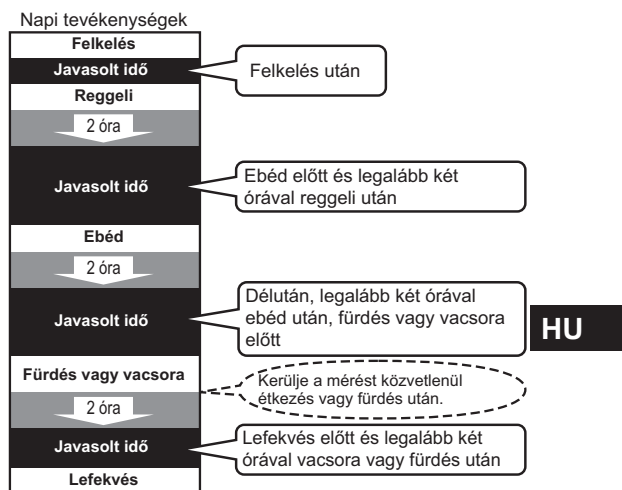 Napi tevékenységek
Felkelés
Javasolt idő
Felkelés után
Reggeli
2 óra
Javasolt idő
Ebéd előtt és legalább két
órával reggeli után
Ebéd
2 óra
Javasolt idő
Délután, legalább két órával
ebéd után, fürdés vagy vacsora
előtt
HU
Fürdés vagy vacsora
Kerülje a mérést közvetlenül
étkezés vagy fürdés után.
2 óra
Javasolt idő
Lefekvés előtt és legalább két
órával vacsora vagy fürdés után
Lefekvés